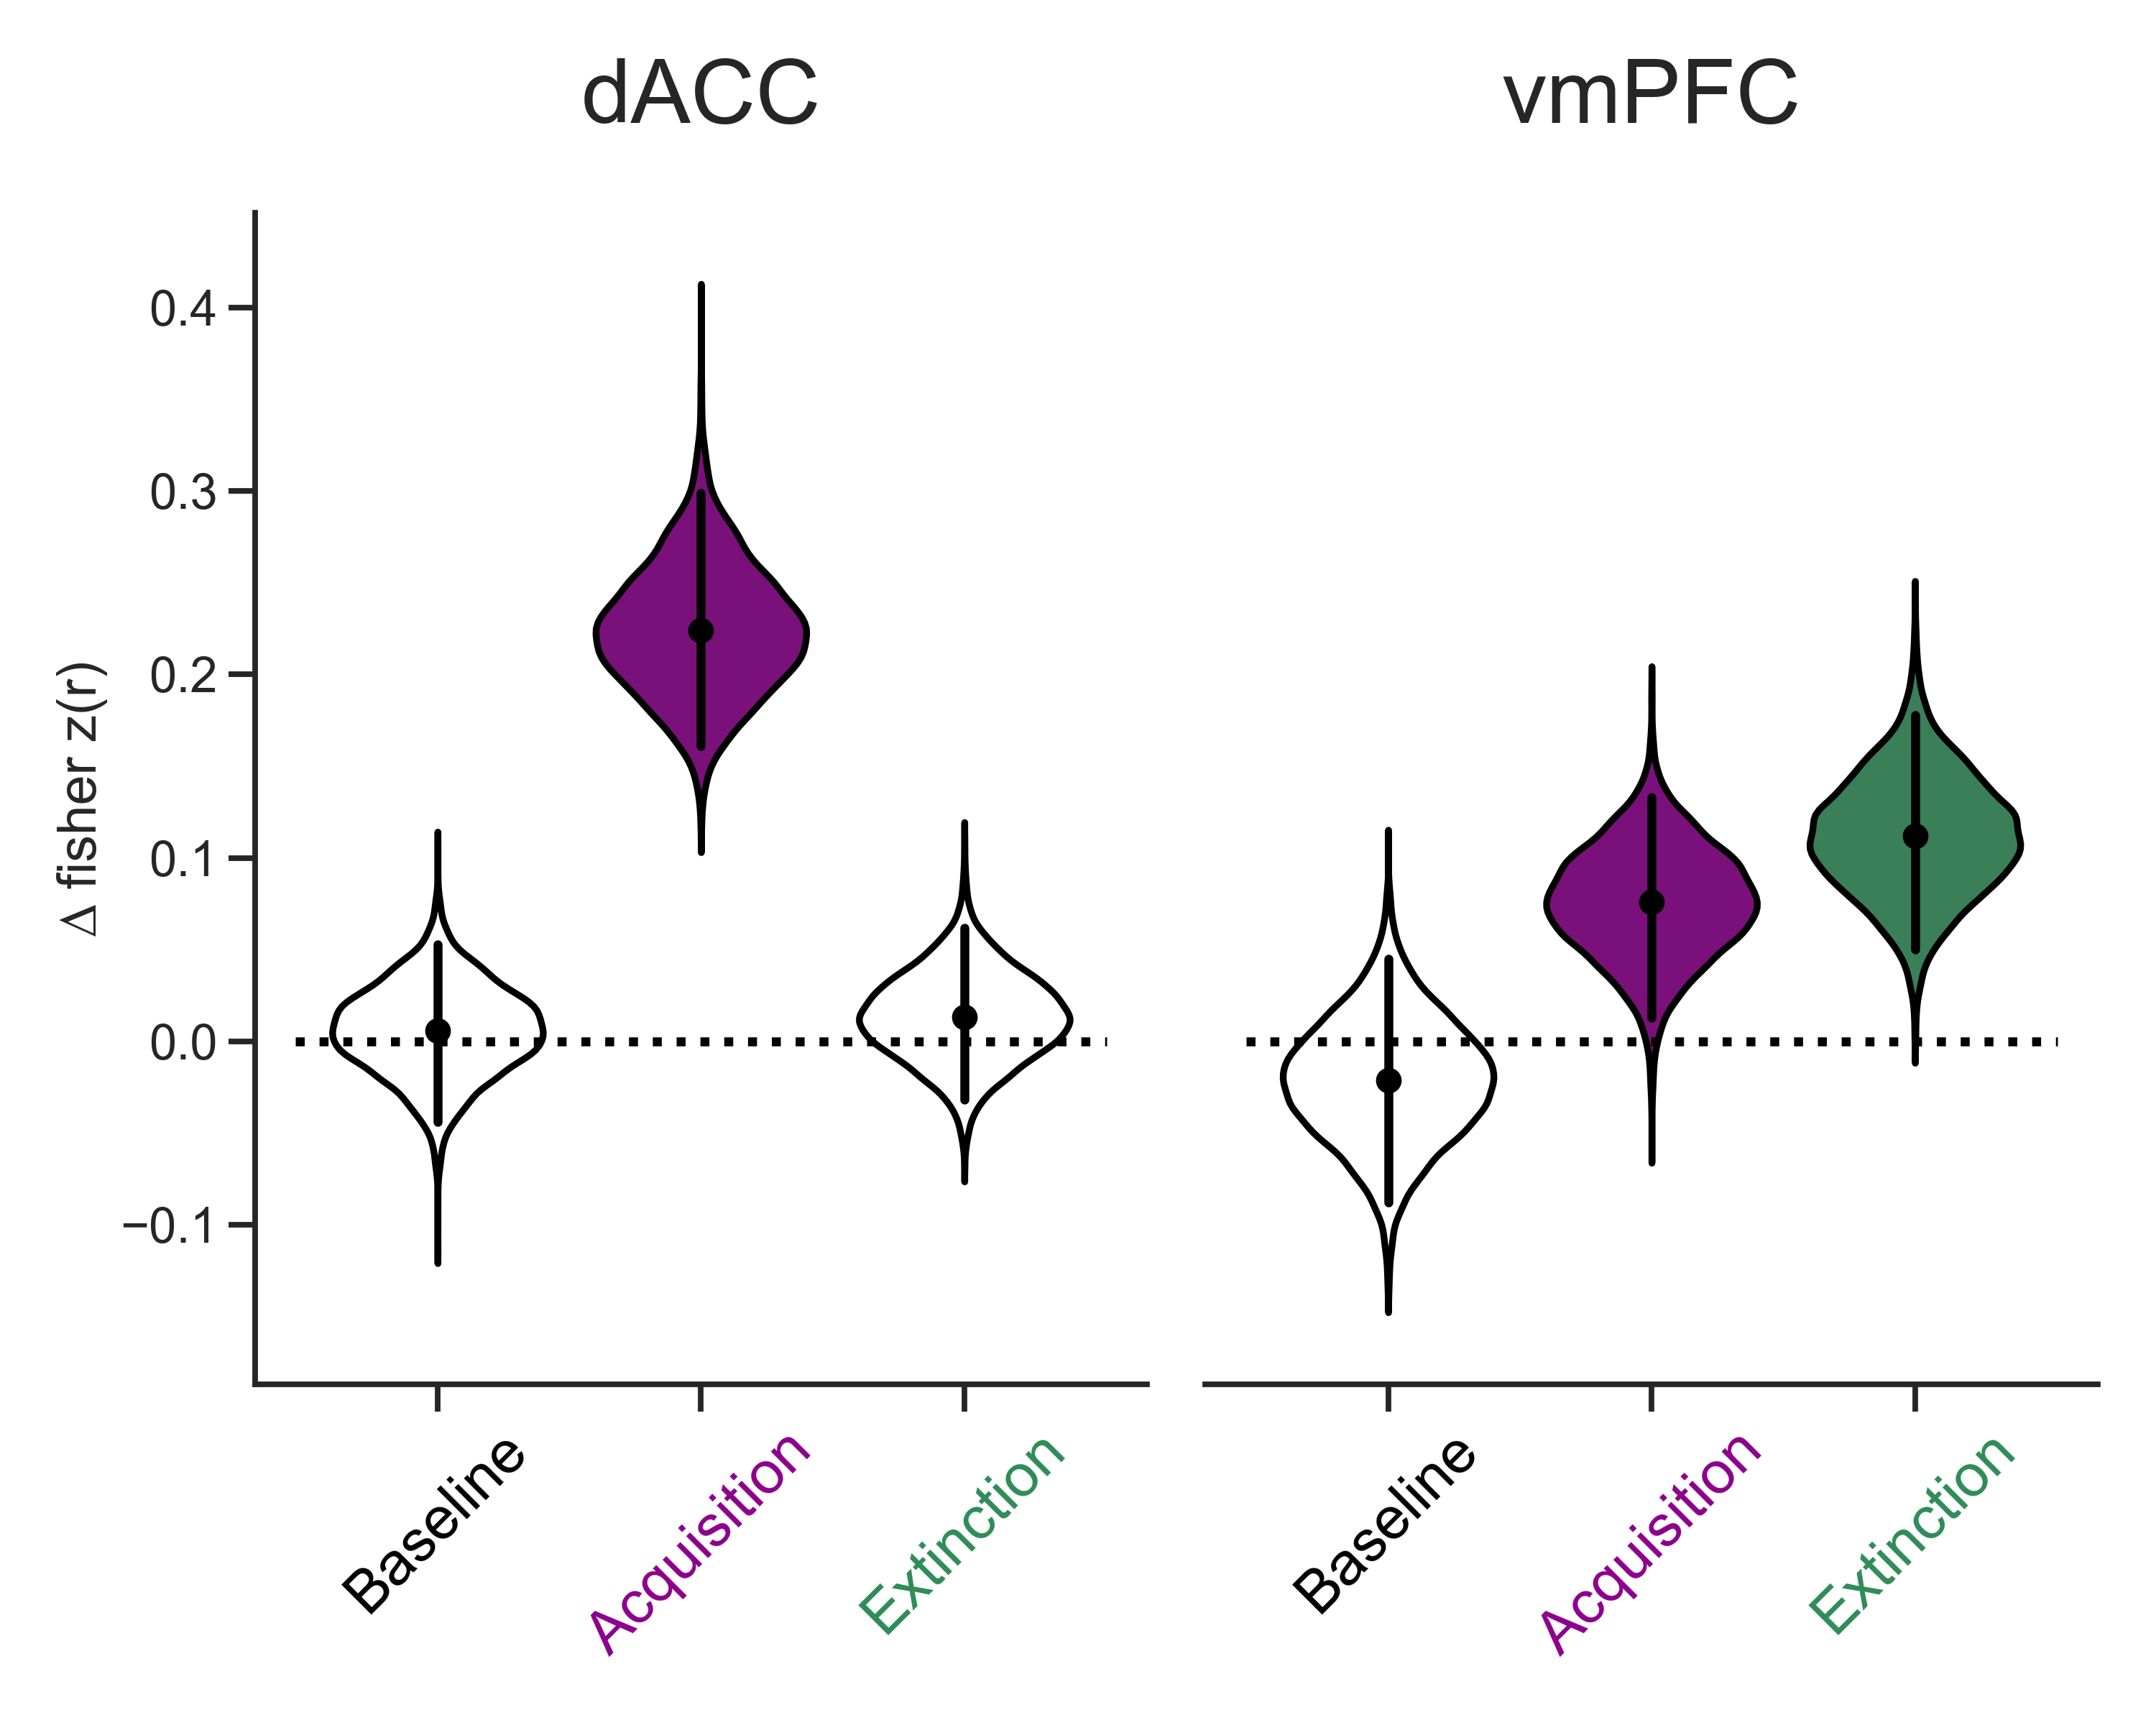 dACC
vmPFC
Δ fisher z(r)
0.4
0.3
0.2
0.1
0.0
−0.1
Baseline
Acquisition
Extinction
Baseline
Acquisition
Extinction